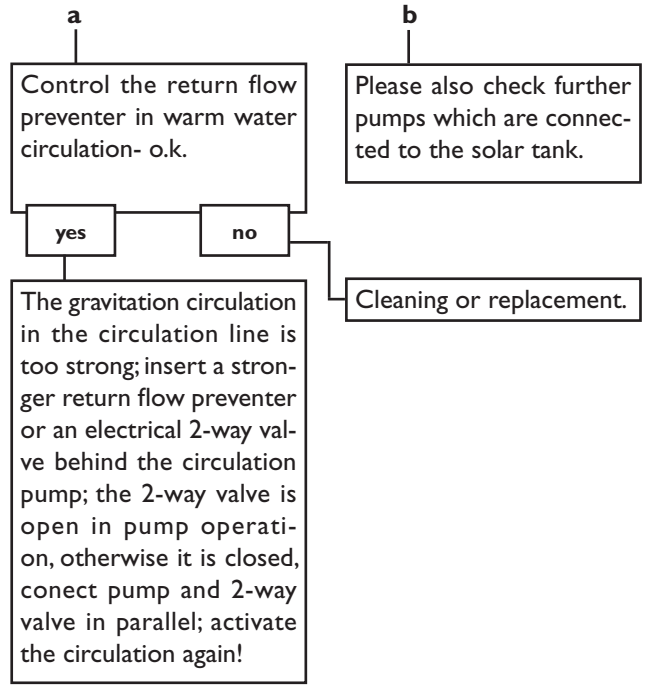 a
Control the return flow
preventer in warm water
circulation- o.k.
yes
no
The gravitation circulation
in the circulation line is
too strong; insert a stron-
ger return flow preventer
or an electrical 2-way val-
ve behind the circulation
pump; the 2-way valve is
open in pump operati-
on, otherwise it is closed,
conect pump and 2-way
valve in parallel; activate
the circulation again!
b
Please also check further
pumps which are connec-
ted to the solar tank.
Cleaning or replacement.